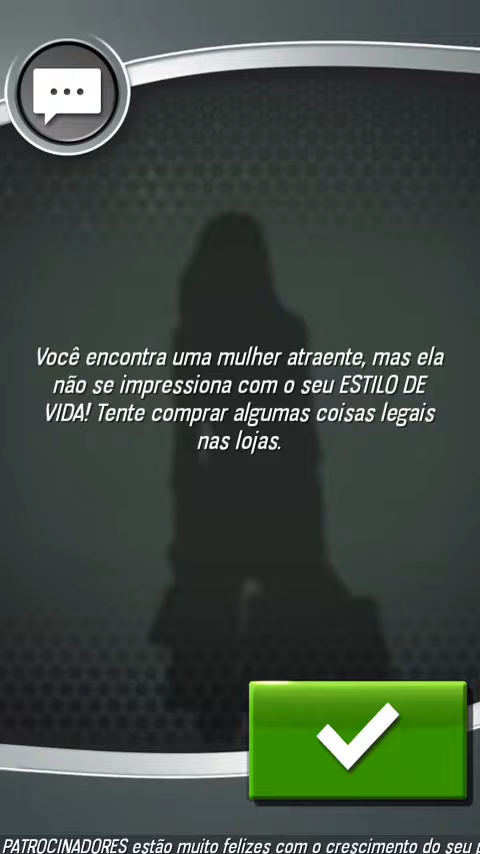 Você encontra uma mulher atraente, mas ela
não se impressiona com o seu ESTILO DE
VIDA! Tente comprar algumas coisas legais
nas lojas.
PATROCINADORES estão muito felizes com o crescimento do seu